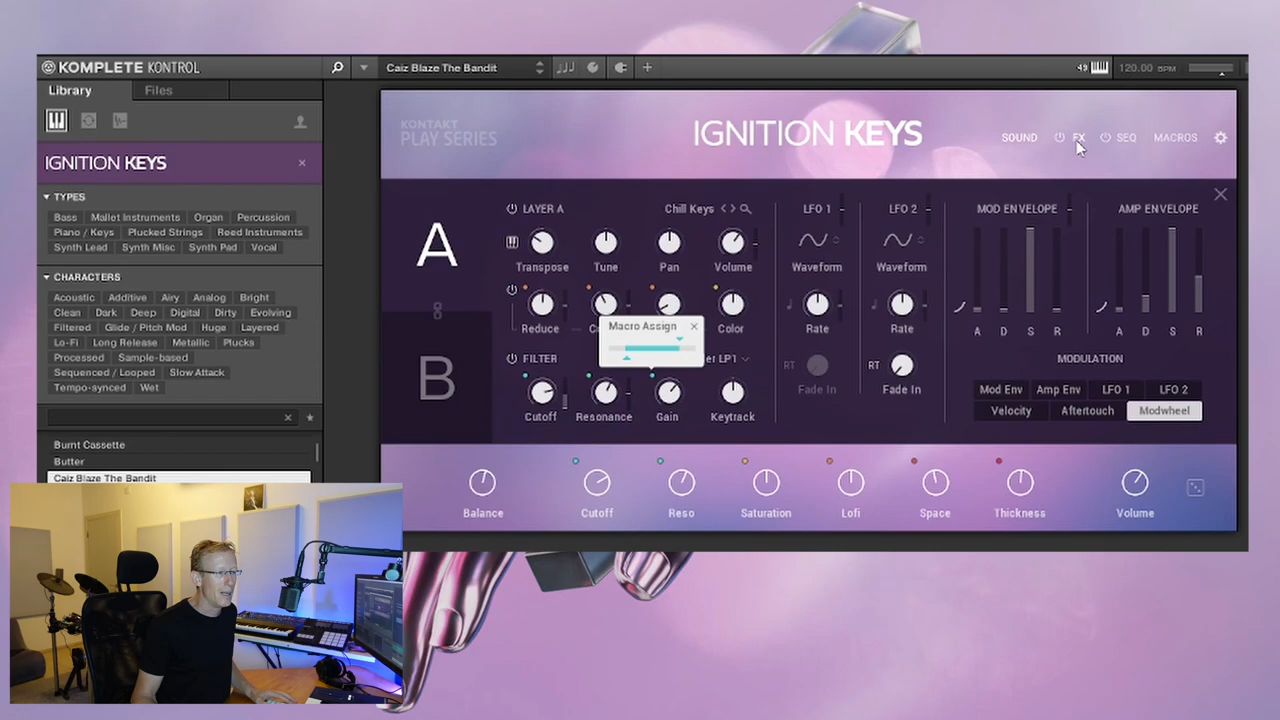 KOMPLETE KONTROL
Caiz Blaze The Bandit
49
120.00 BPM
Library
Files
IGNITION KEYS
TYPES
Bass Mallet Instruments Organ Percussion
Piano / Keys Plucked Strings Reed Instruments
Synth Lead Synth Misc Synth Pad Vocal
CHARACTERS
Acoustic Additive Airy Analog Bright
Clean Dark Deep Digital Dirty Evolving
Filtered Glide / Pitch Mod Huge Layered
Lo-Fi Long Release Metallic Plucks
Processed Sample-based
Sequenced / Looped Slow Attack
Tempo-synced Wet
Burnt Cassette
Butter
Caiz Blaze The Bandit
KONTAKT
PLAY SERIES
IGNITION KEYS
SOUND FX SEQ MACROS
A
B
LAYER A Chill Keys
Transpose Tune Pan Volume
Reduce Color
Macro Assign
FILTER LP1
Cutoff Resonance Gain Keytrack
LFO 1 LFO 2
Waveform Waveform
Rate Rate
RT RT
Fade In Fade In
MOD ENVELOPE AMP ENVELOPE
A D S R A D S R
MODULATION
Mod Env Amp Env LFO 1 LFO 2
Velocity Aftertouch Modwheel
Balance Cutoff Reso Saturation Lofi Space Thickness Volume